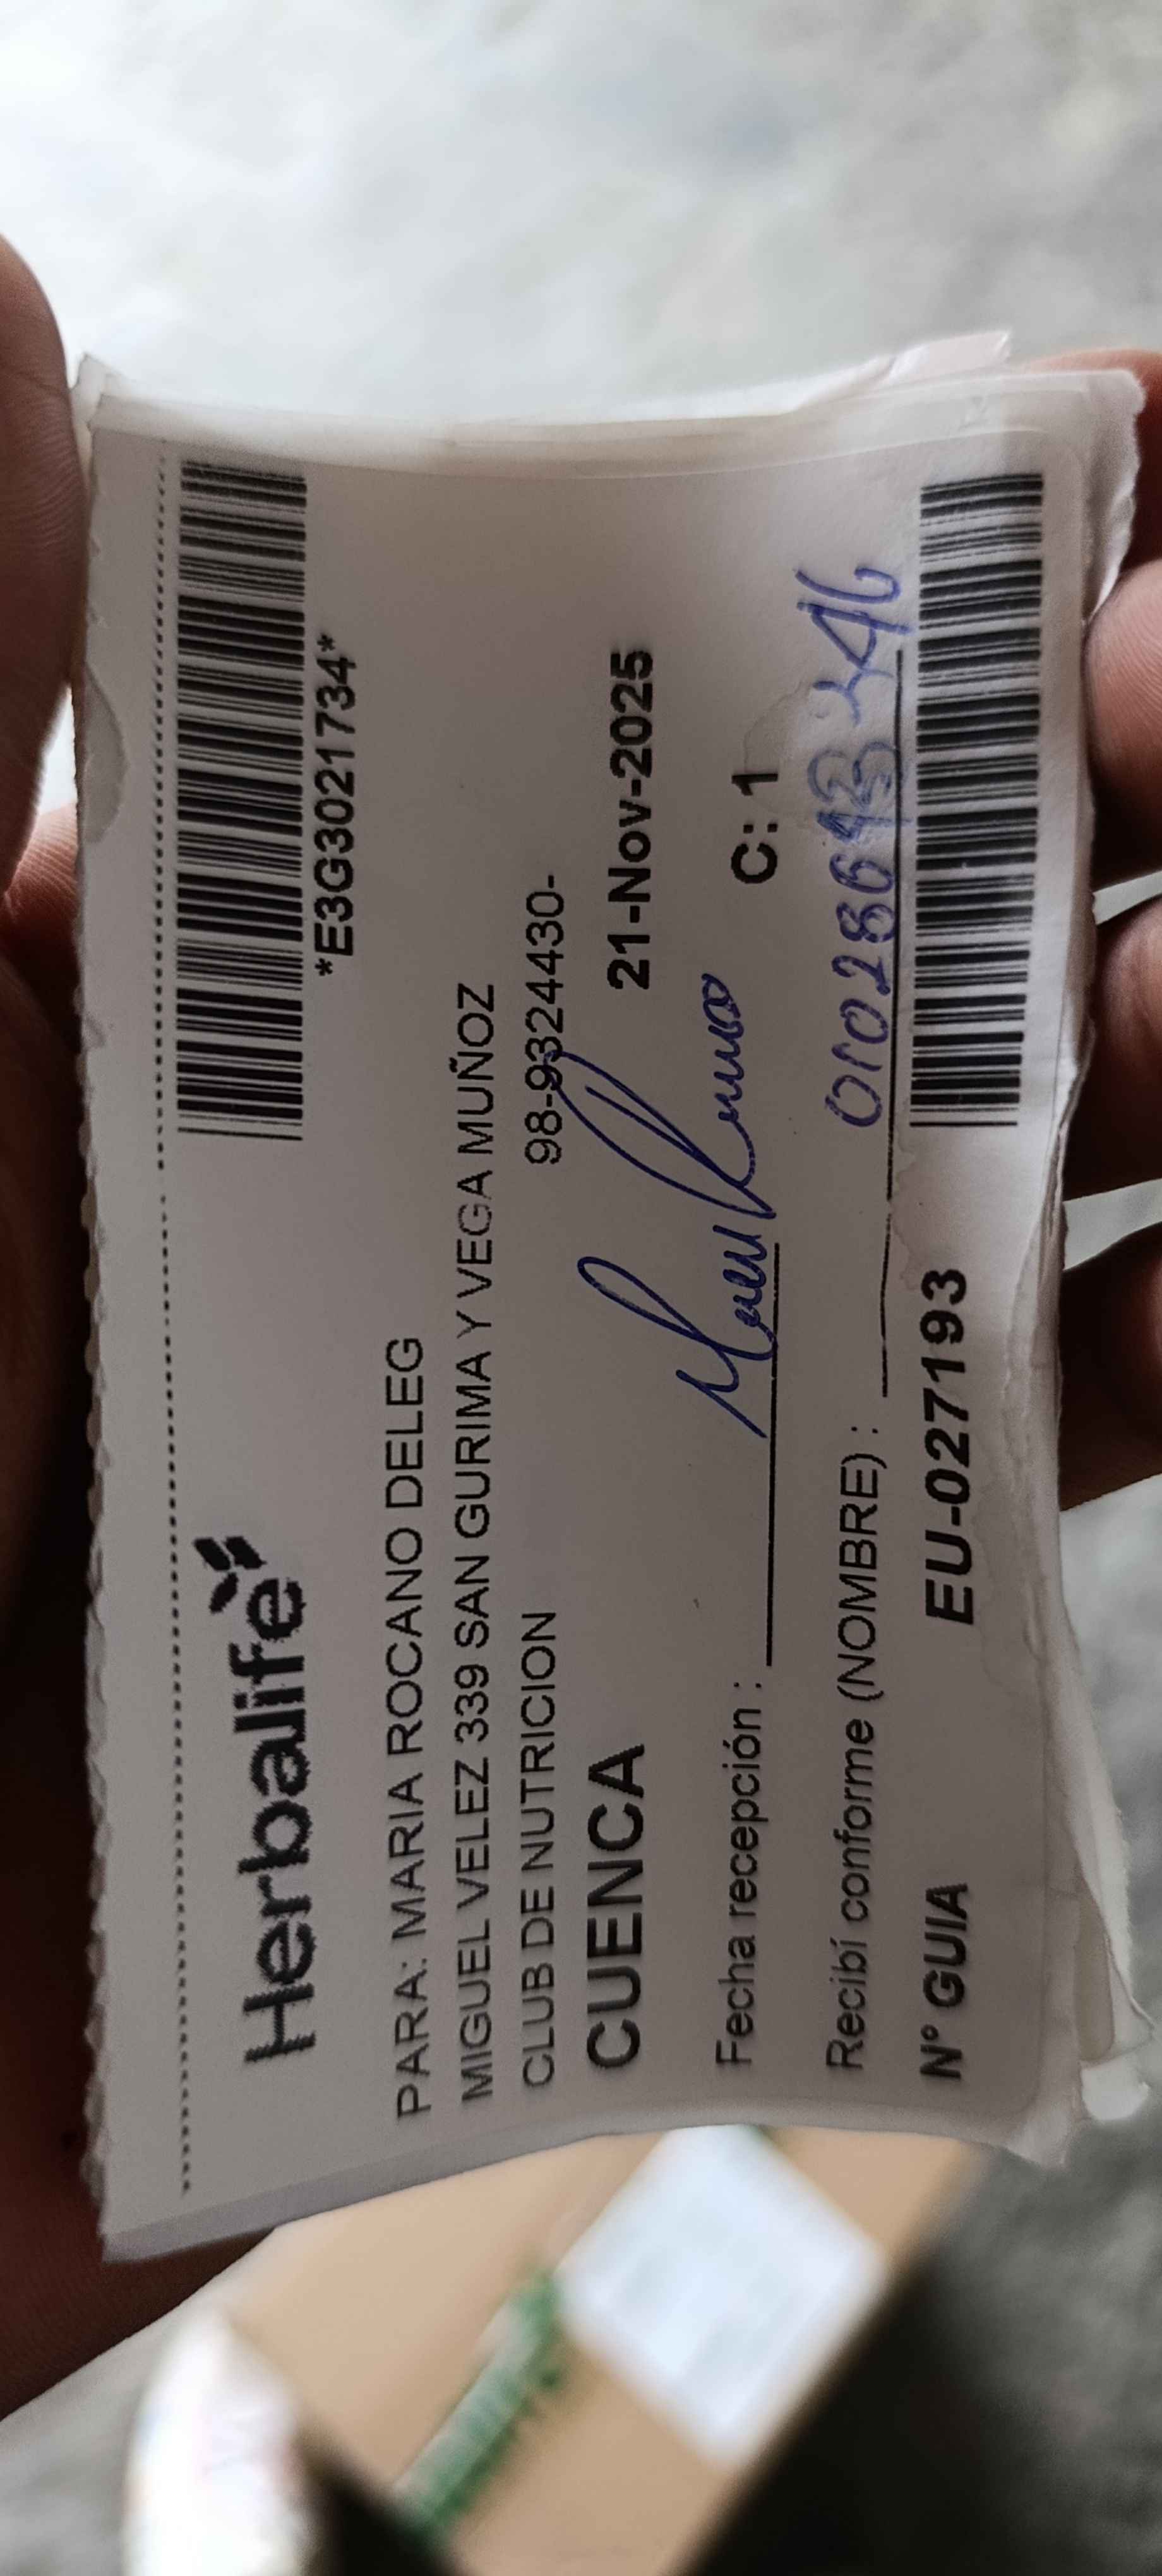 Herbalife
*E3G3021734*
PARA: MARIA ROCANO DELEG
MIGUEL VELEZ 339 SAN GURIMA Y VEGA MUÑOZ
CLUB DE NUTRICION 98-9324430-
CUENCA 21-Nov-2025
Fecha recepción :
C: 1
Recibí conforme (NOMBRE) :
Nº GUIA EU-027193